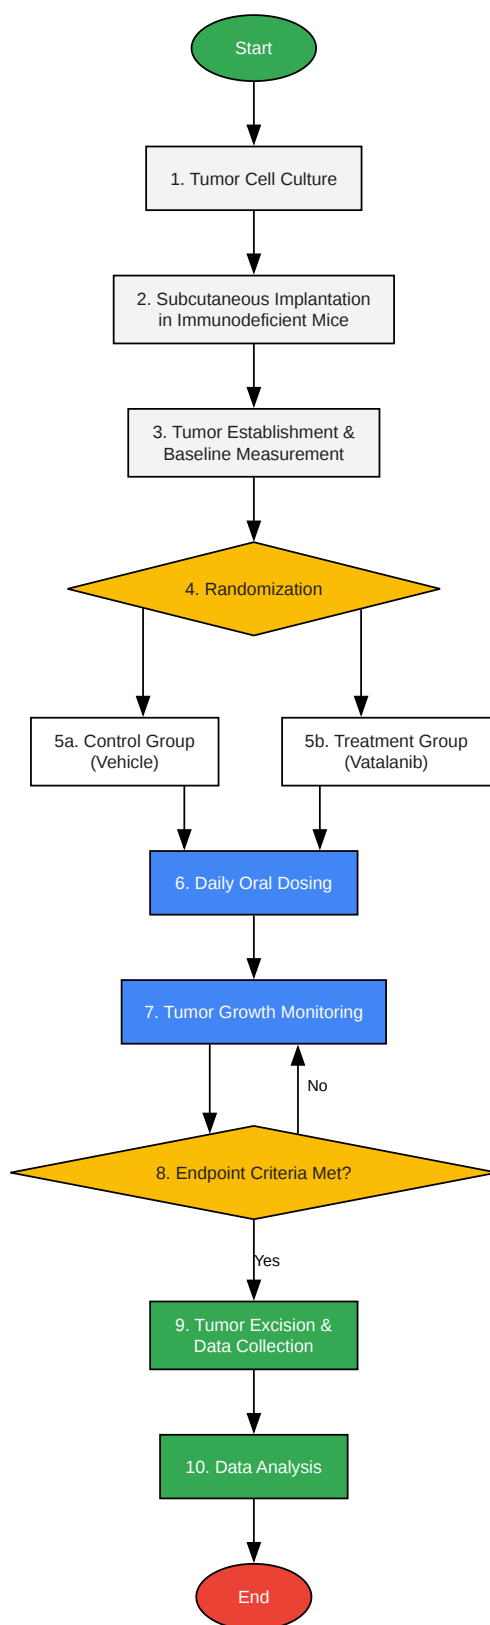 Start
1. Tumor Cell Culture
2. Subcutaneous Implantation
in Immunodeficient Mice
3. Tumor Establishment &
Baseline Measurement
4. Randomization
5a. Control Group
(Vehicle)
5b. Treatment Group
(Vatalanib)
6. Daily Oral Dosing
7. Tumor Growth Monitoring
No
8. Endpoint Criteria Met?
Yes
9. Tumor Excision &
Data Collection
10. Data Analysis
End